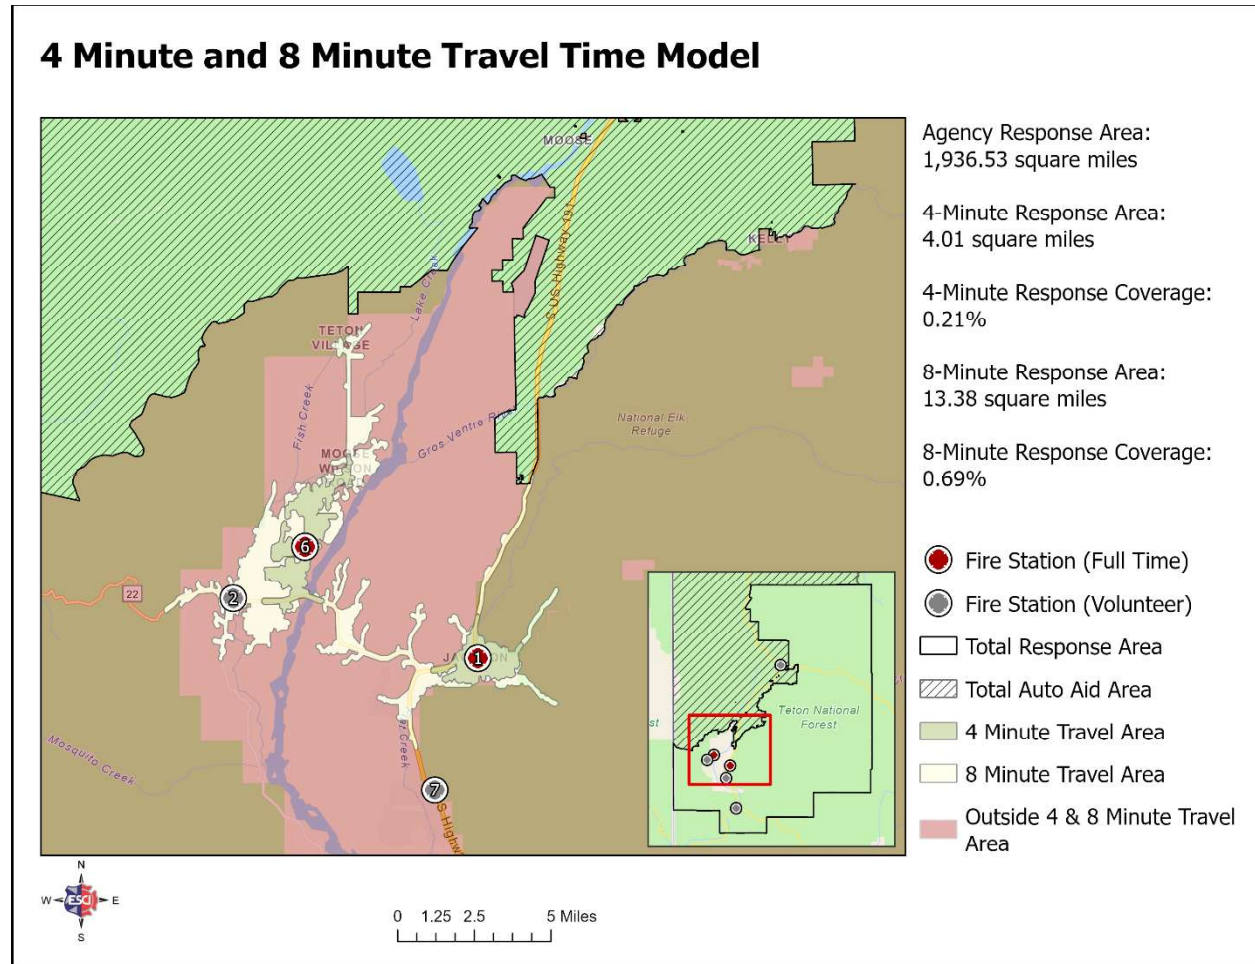 4 Minute and 8 Minute Travel Time Model
MOOSE
S US Highway 191
KELLY
Lake Creek
TETON
Fish Creek
Gros Ventre
National Elk
Refuge
6
2
22
1
Mosquito Creek
Creek
7
S Highw
Teton National
Forest
Agency Response Area:
1,936.53 square miles
4-Minute Response Area:
4.01 square miles
4-Minute Response Coverage:
0.21%
8-Minute Response Area:
13.38 square miles
8-Minute Response Coverage:
0.69%
Fire Station (Full Time)
Fire Station (Volunteer)
Total Response Area
Total Auto Aid Area
4 Minute Travel Area
8 Minute Travel Area
Outside 4 & 8 Minute Travel
Area
N
W
ESCI
E
S
0 1.25 2.5 5 Miles